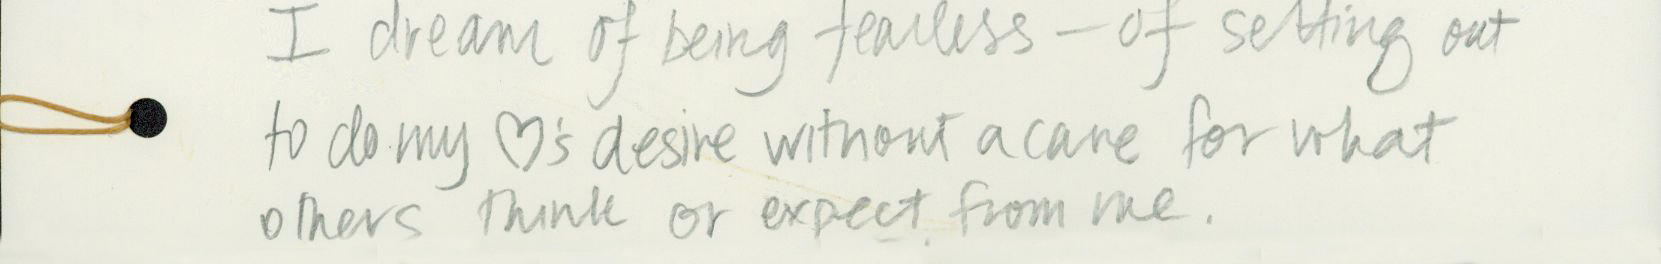 I dream of being fearless — of setting out
to do my ♡'s desire without a care for what
others think or expect from me.